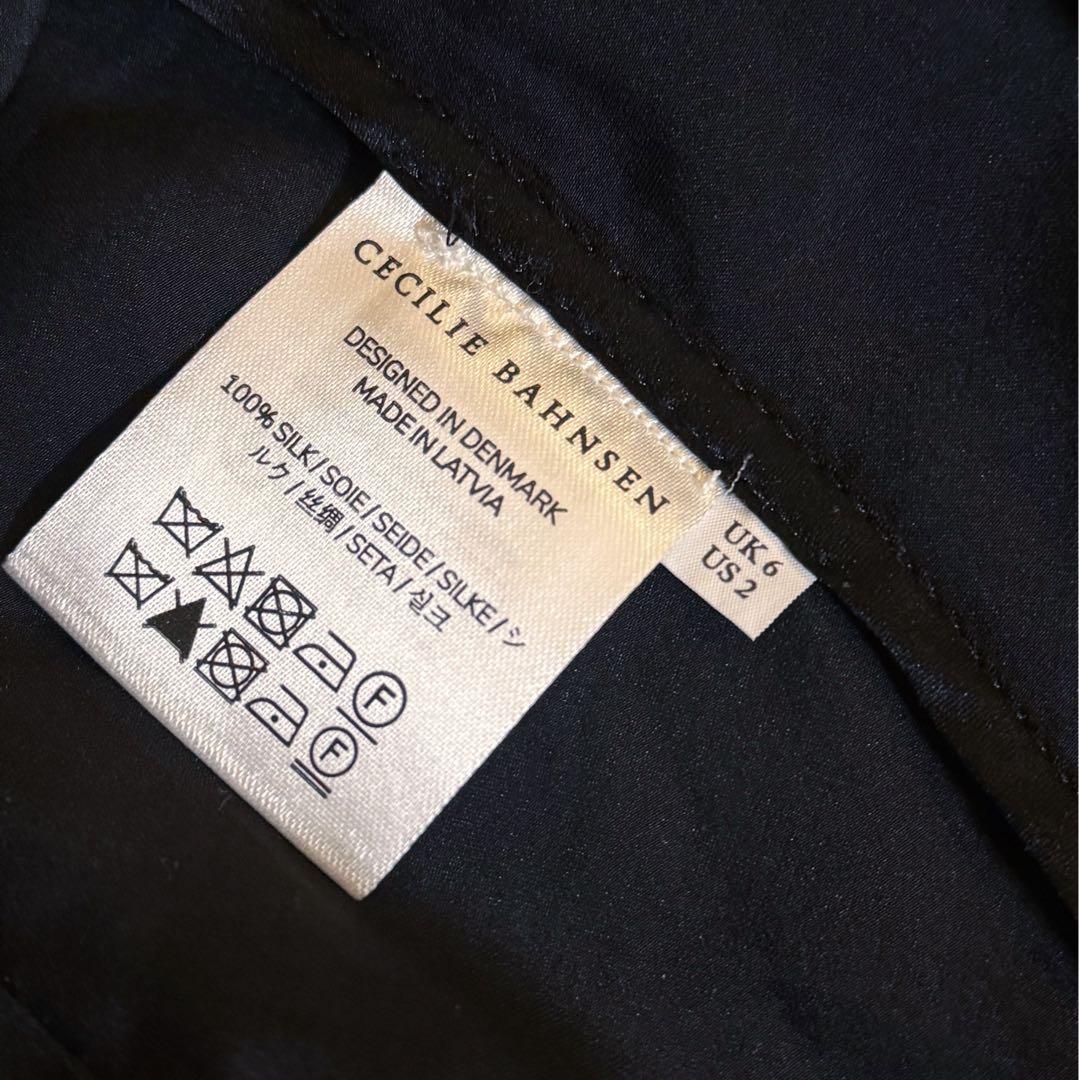 CECILIE BAHNSEN
DESIGNED IN DENMARK
MADE IN LATVIA
100% SILK / SOIE / SEIDE / SILKE / シ
ルク / 丝绸 / SETA / 실크
F
F
UK 6
US 2